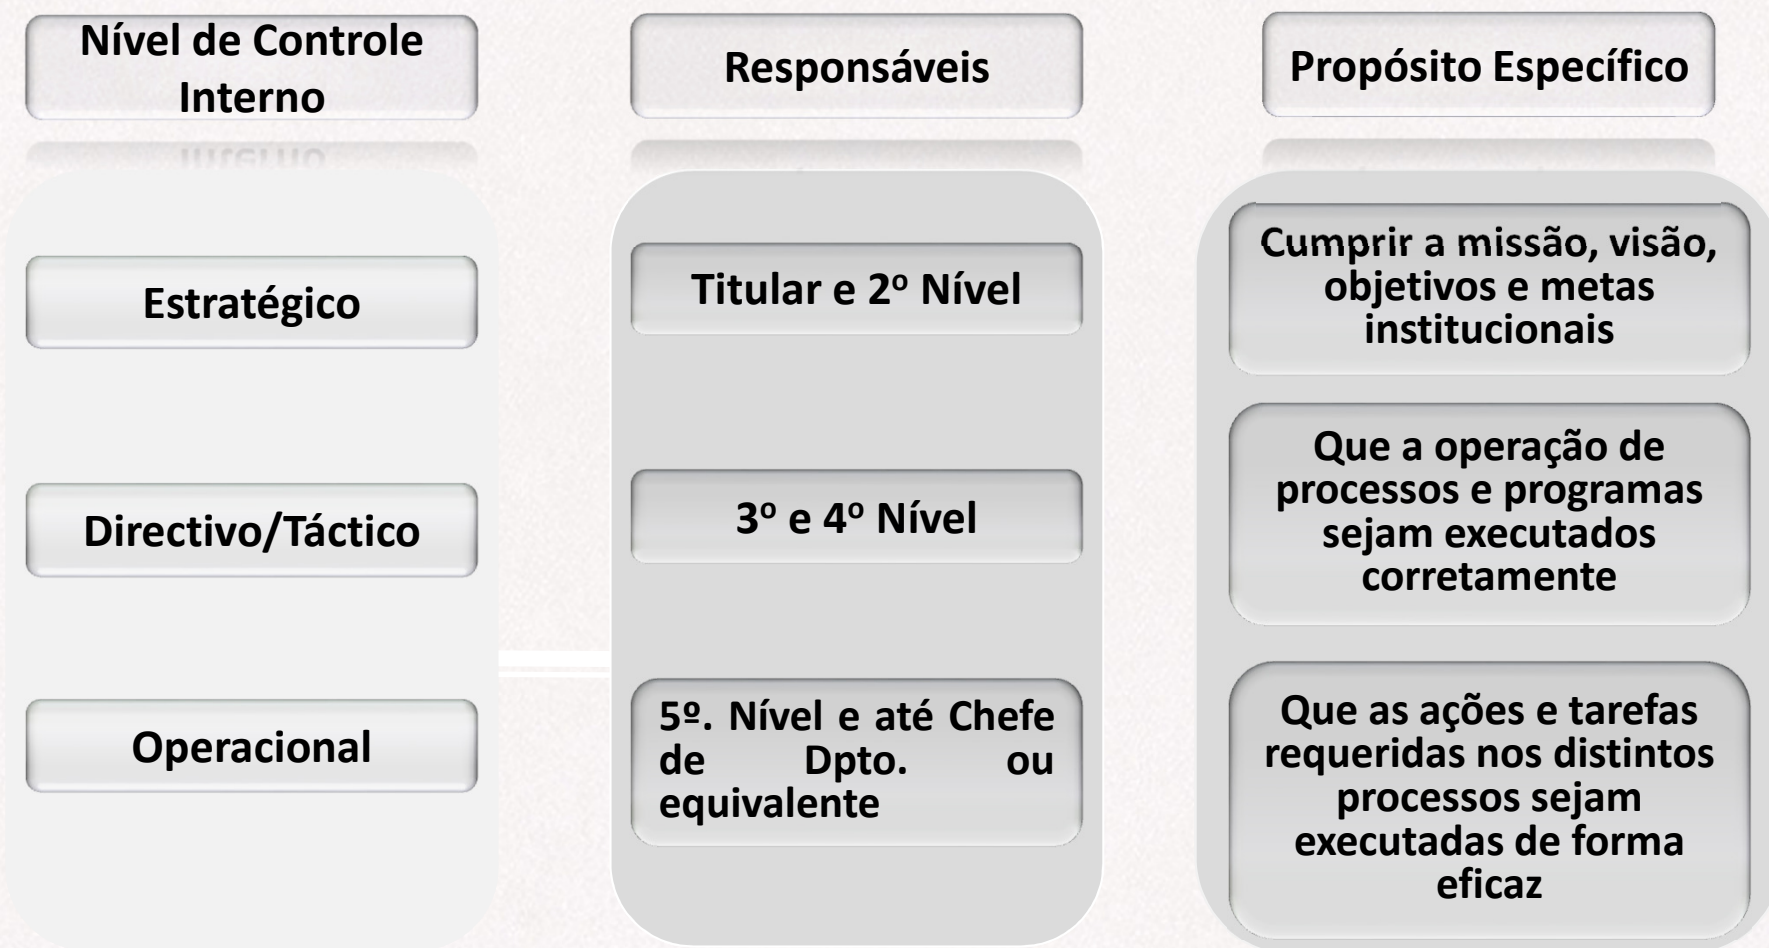 Nível de Controle
Interno
Responsáveis
Propósito Específico
Estratégico
Titular e 2º Nível
Cumprir a missão, visão,
objetivos e metas
institucionais
Directivo/Táctico
3º e 4º Nível
Que a operação de
processos e programas
sejam executados
corretamente
Operacional
5º. Nível e até Chefe
de Dpto. ou
equivalente
Que as ações e tarefas
requeridas nos distintos
processos sejam
executadas de forma
eficaz